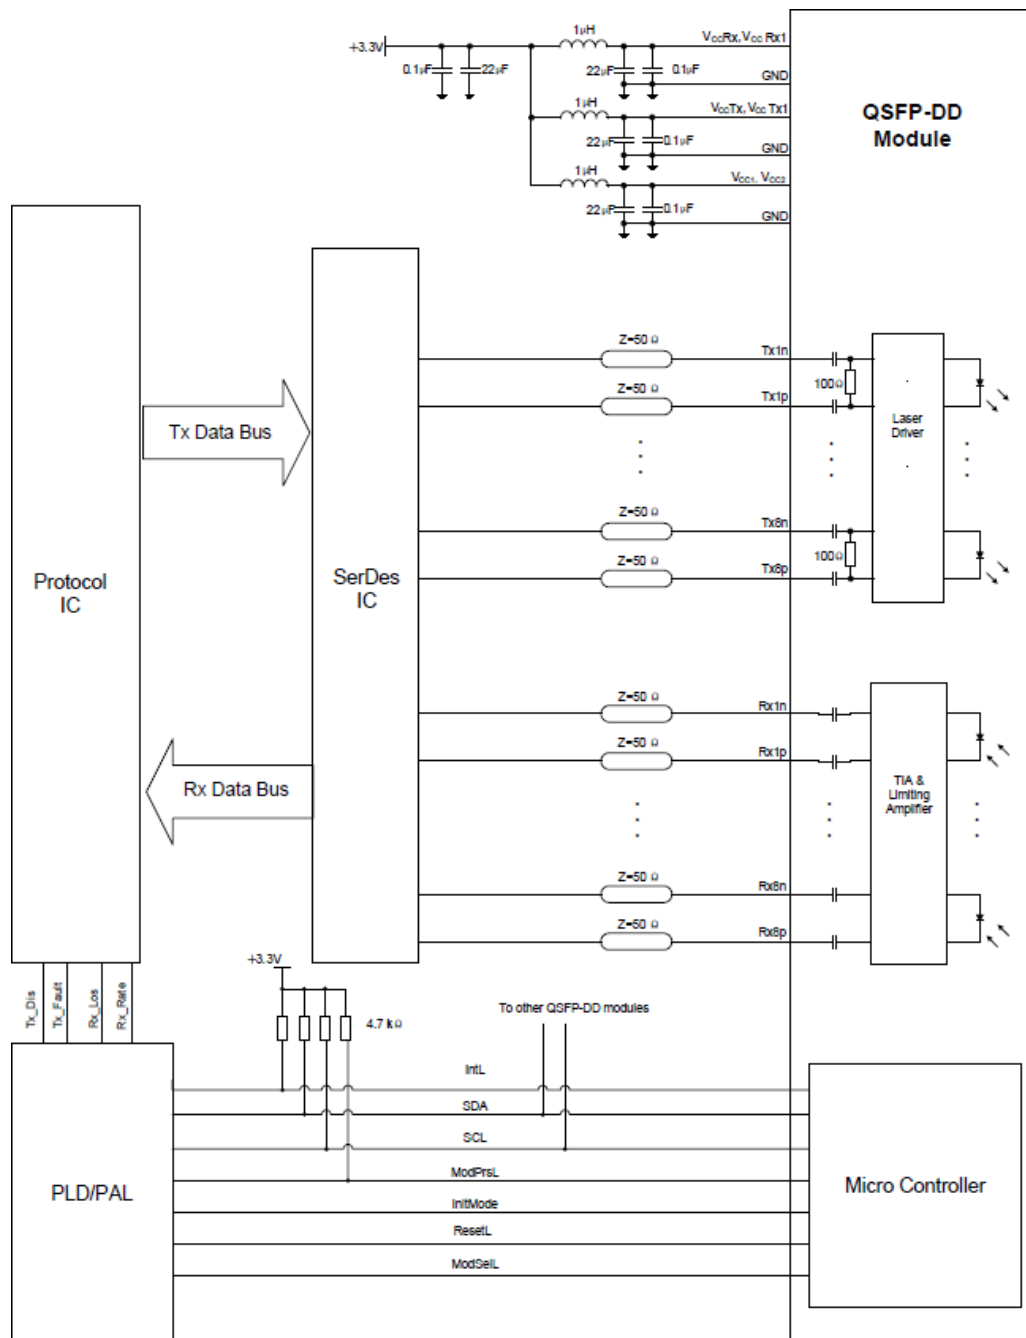 1μH
VCCRx, VCC Rx1
+3.3V
0.1μF
22μF
22μF
0.1μF
GND
QSFP-DD
Module
1μH
VCCTx, VCC Tx1
22μF
0.1μF
GND
1μH
VCC1, VCC2
22μF
0.1μF
GND
Z=50 Ω
Tx1n
100Ω
Z=50 Ω
Tx1p
Tx Data Bus
Laser
Driver
Z=50 Ω
Tx8n
100Ω
Z=50 Ω
Tx8p
Protocol
IC
SerDes
IC
Z=50 Ω
Rx1n
Z=50 Ω
Rx1p
Rx Data Bus
TIA &
Limiting
Amplifier
Z=50 Ω
Rx8n
Z=50 Ω
Rx8p
+3.3V
Tx_Dis
Tx_Fault
Rx_Los
Rx_Rate
4.7 kΩ
To other QSFP-DD modules
IntL
SDA
SCL
ModPrsL
PLD/PAL
Micro Controller
InitMode
ResetL
ModSelL